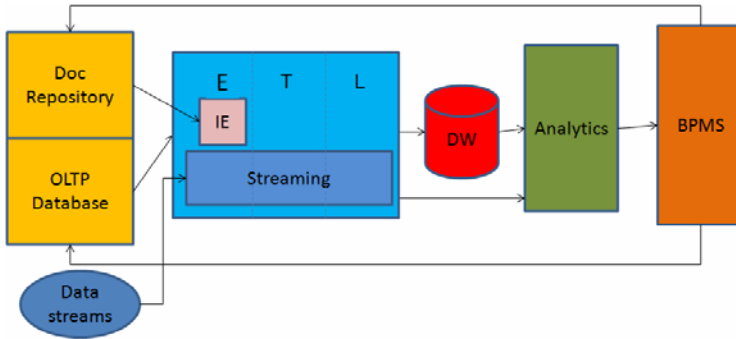 Doc
Repository
OLTP
Database
Data
streams
E T L
IE
Streaming
DW
Analytics
BPMS